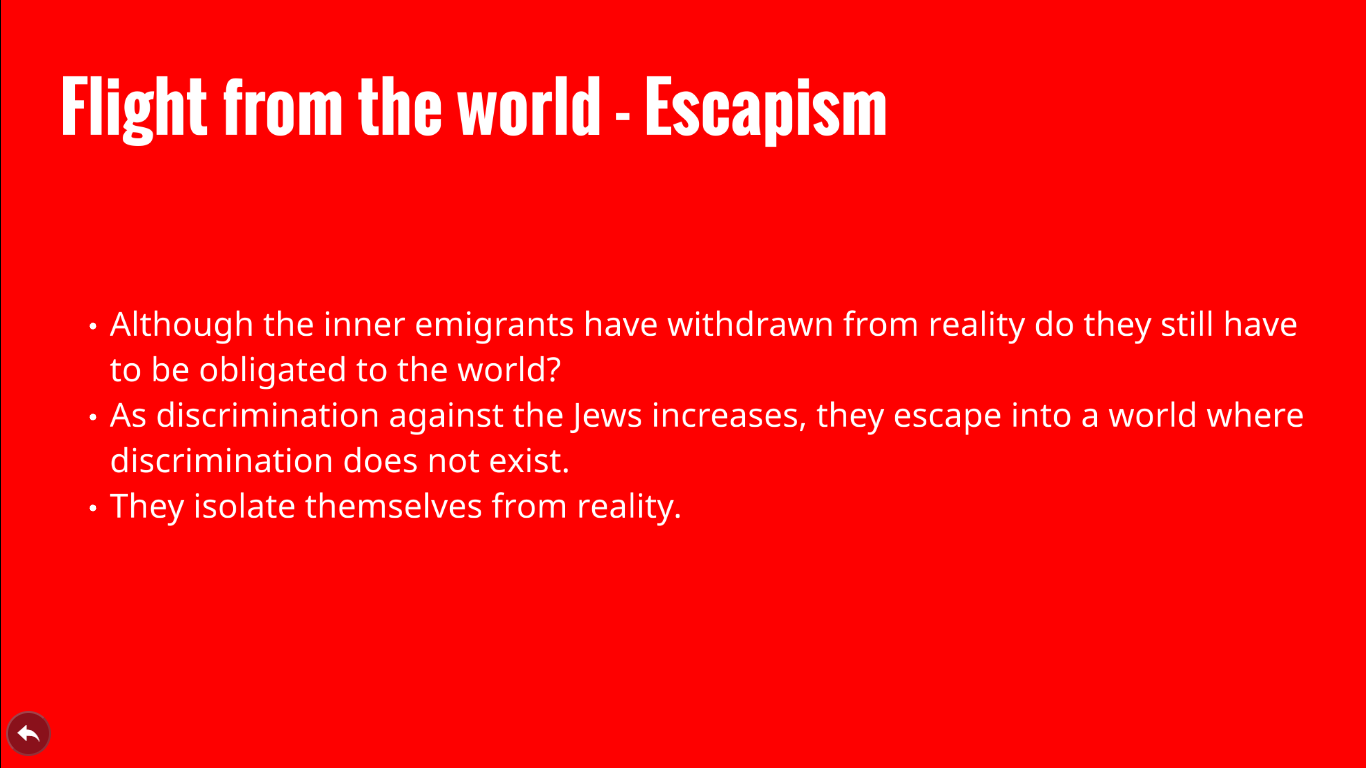 Flight from the world - Escapism
• Although the inner emigrants have withdrawn from reality do they still have
to be obligated to the world?
• As discrimination against the Jews increases, they escape into a world where
discrimination does not exist.
• They isolate themselves from reality.